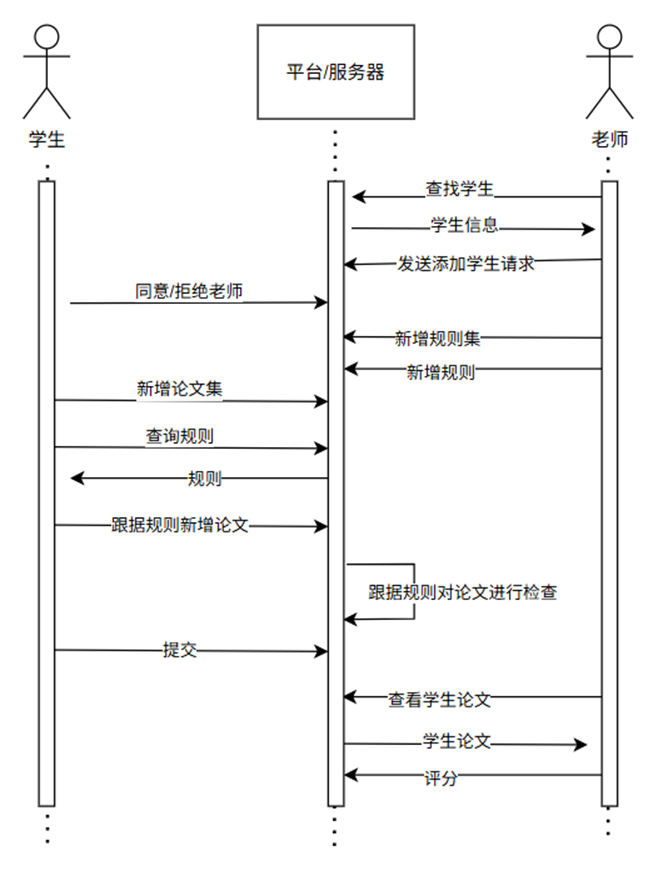 平台/服务器
学生
老师
查找学生
学生信息
发送添加学生请求
同意/拒绝老师
新增规则集
新增规则
新增论文集
查询规则
规则
跟据规则新增论文
跟据规则对论文进行检查
提交
查看学生论文
学生论文
评分